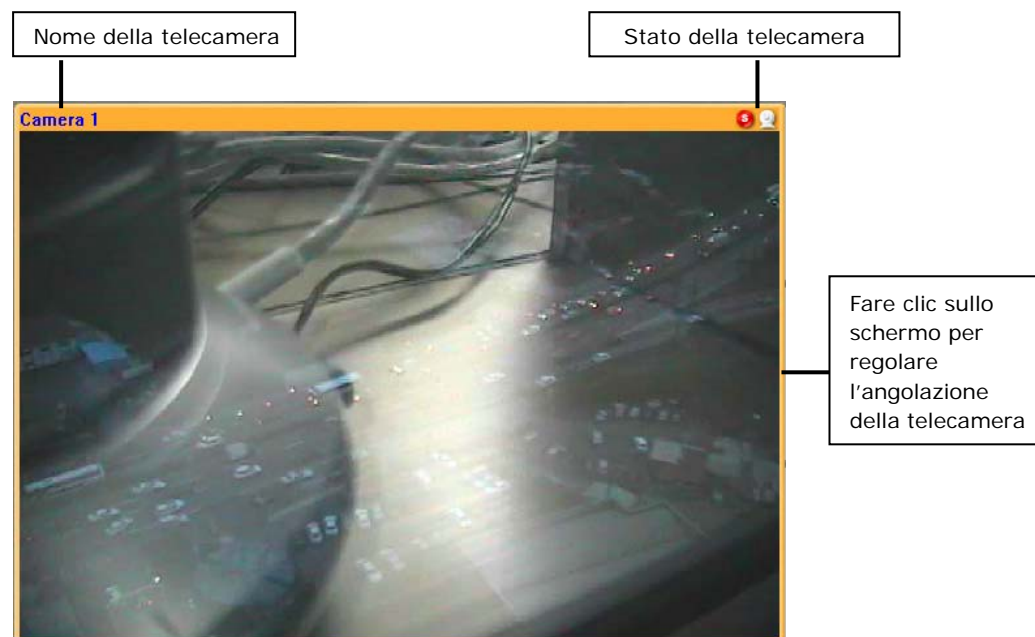 Nome della telecamera
Stato della telecamera
Camera 1
S
Fare clic sullo
schermo per
regolare
l'angolazione
della telecamera